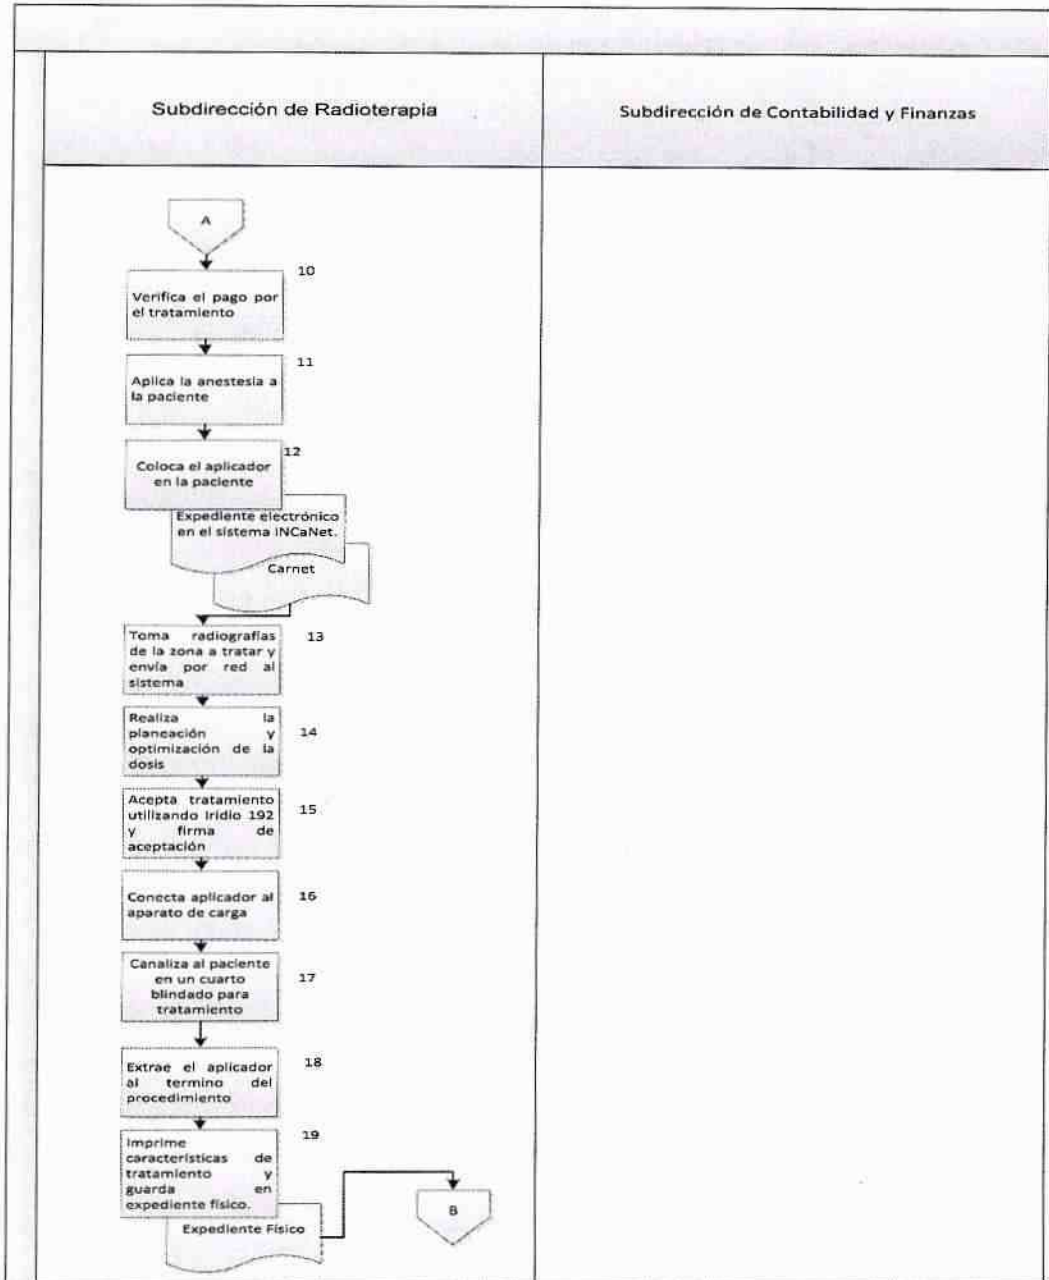 Subdirección de Radioterapia
Subdirección de Contabilidad y Finanzas
A
10
Verifica el pago por
el tratamiento
11
Aplica la anestesia a
la paciente
12
Coloca el aplicador
en la paciente
Expediente electrónico
en el sistema INCaNet.
Carnet
13
Toma radiografías
de la zona a tratar y
envía por red al
sistema
14
Realiza la
planeación y
optimización de la
dosis
15
Acepta tratamiento
utilizando Iridio 192
y firma de
aceptación
16
Conecta aplicador al
aparato de carga
17
Canaliza al paciente
en un cuarto
blindado para
tratamiento
18
Extrae el aplicador
al termino del
procedimiento
19
Imprime
características de
tratamiento y
guarda en
expediente físico.
Expediente Físico
B